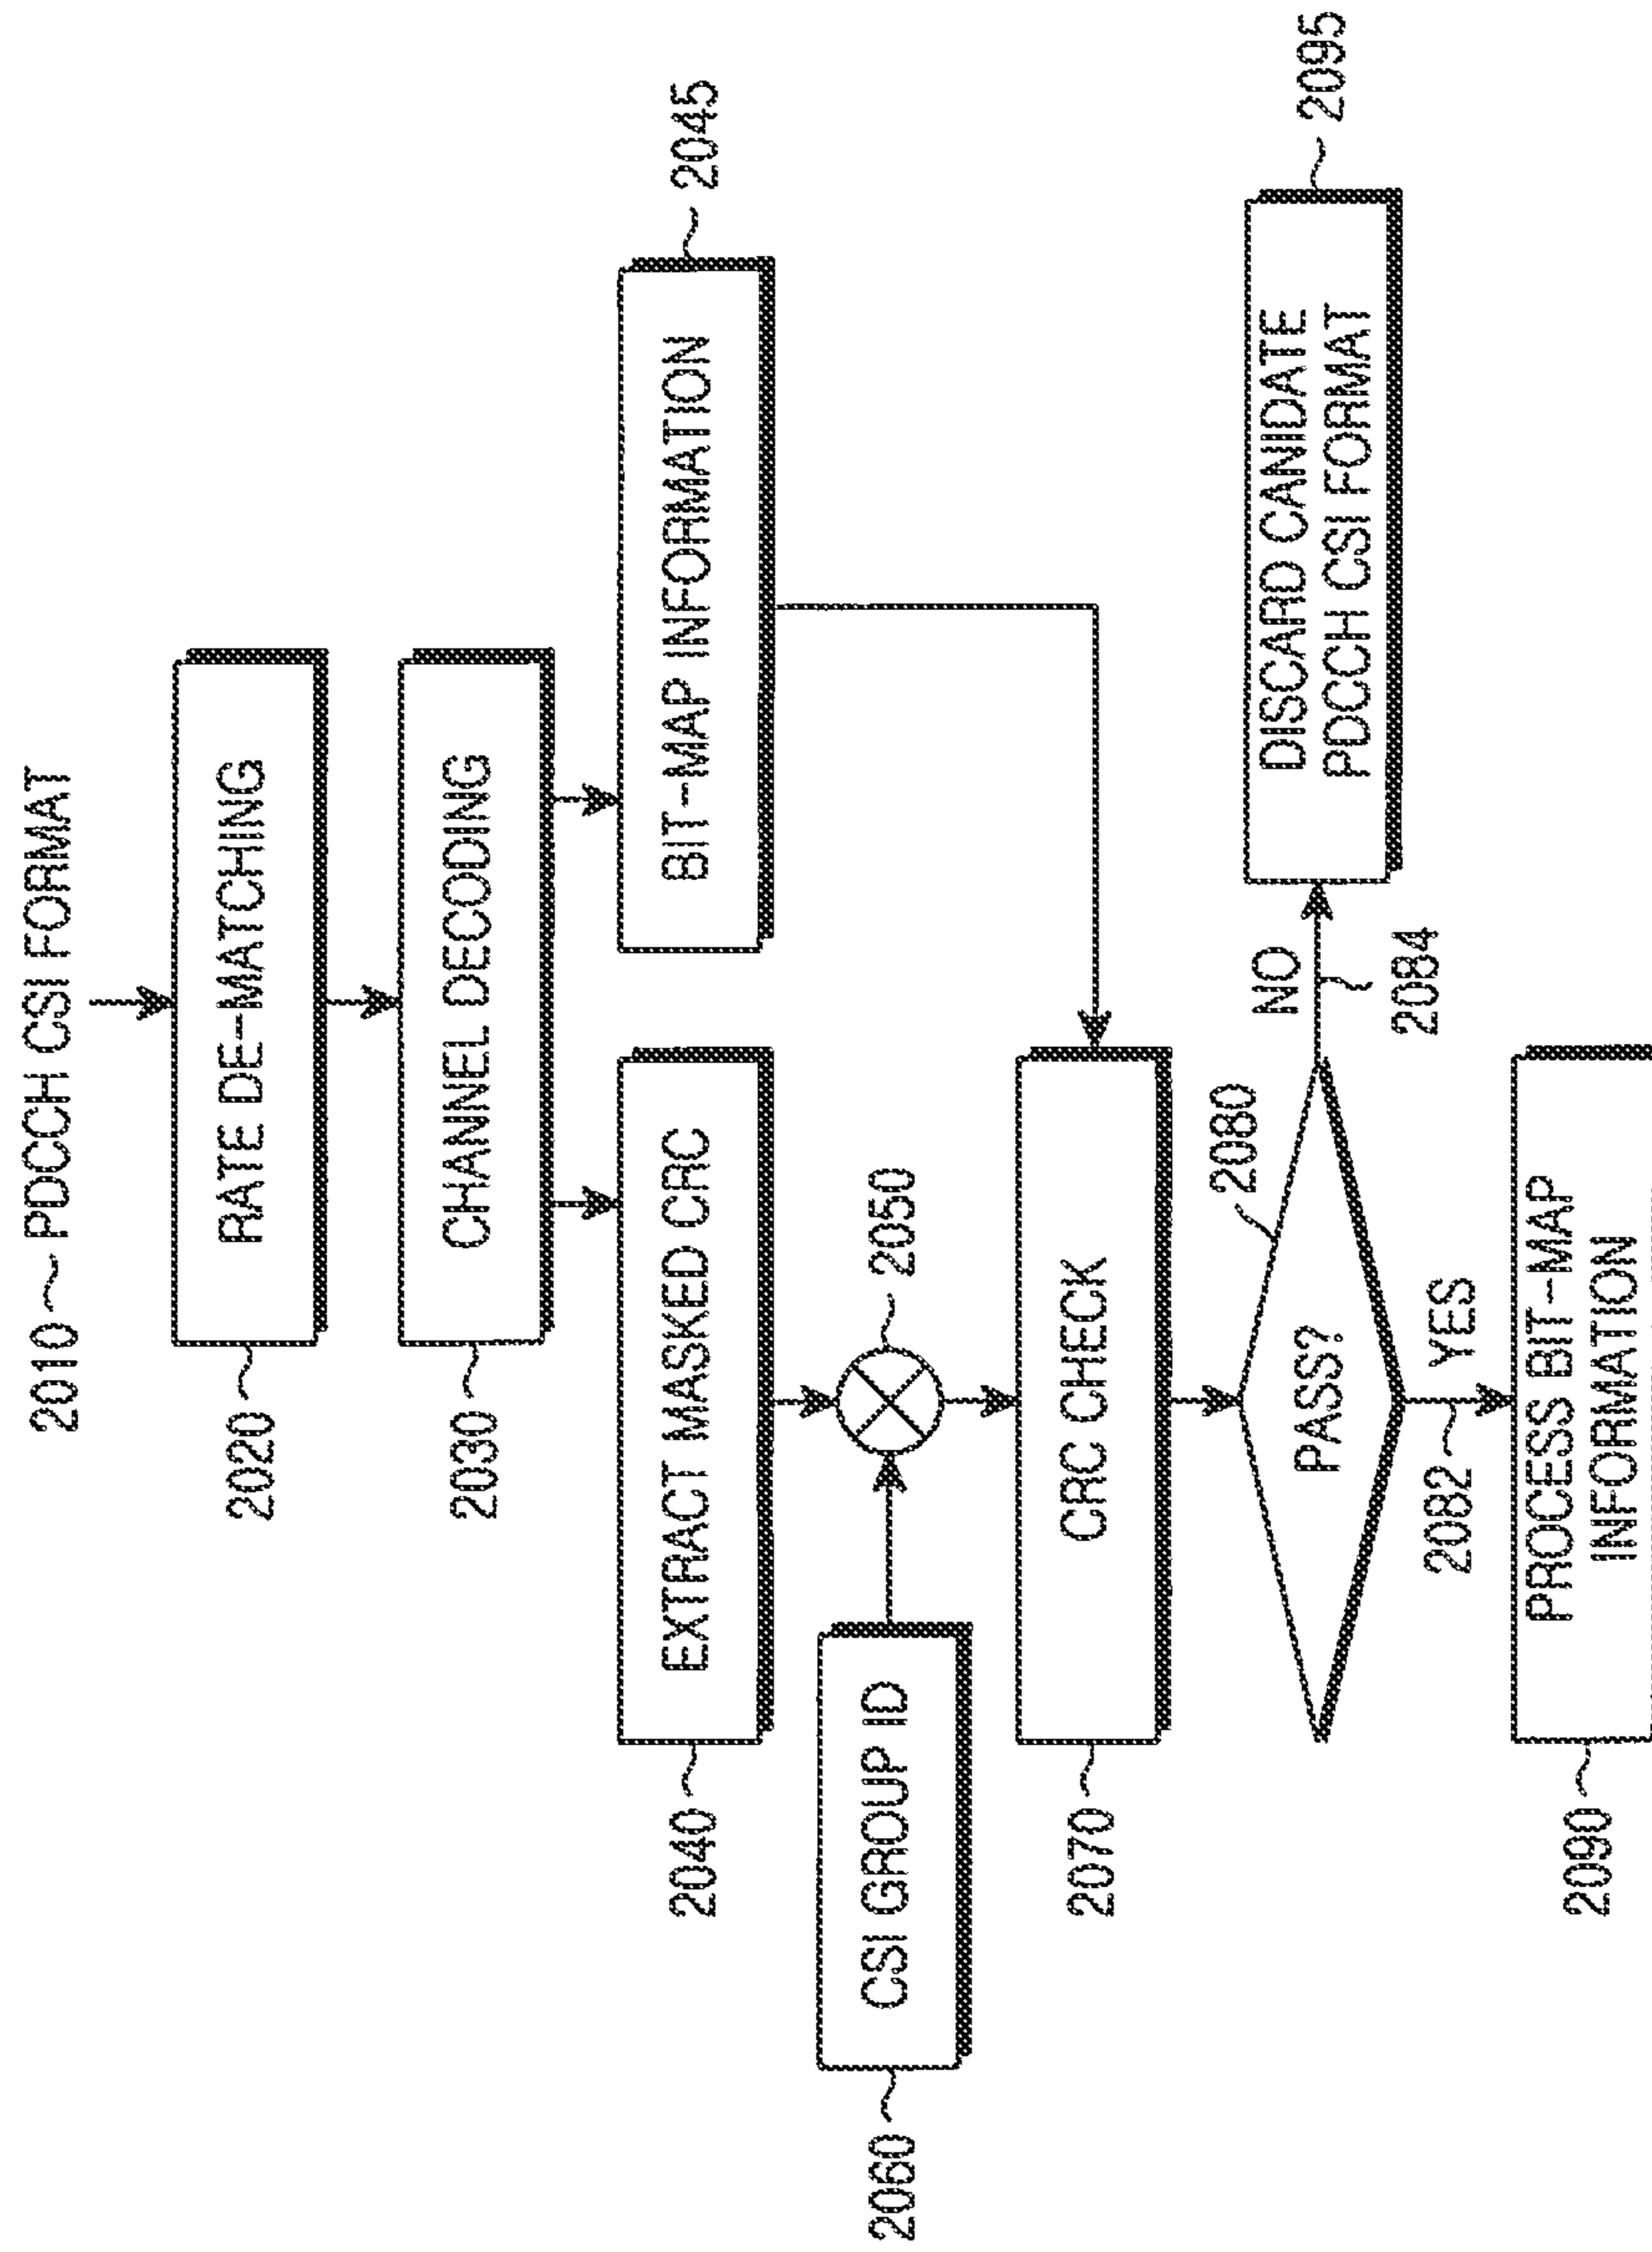 2010 PDCCH CSI FORMAT
2020 RATE DE-MATCHING
2030 CHANNEL DECODING
2040 EXTRACT MASKED CRC
BIT-MAP INFORMATION 2045
2060 CSI GROUP ID
2050
2070 CRC CHECK
PASS? 2080
NO
2084
DISCARD CANDIDATE
PDCCH CSI FORMAT
2095
2082 YES
2090 PROCESS BIT-MAP
INFORMATION